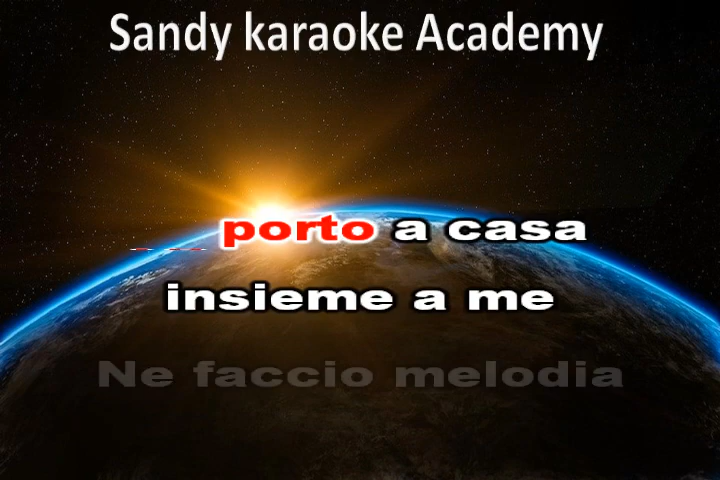 Sandy karaoke Academy
porto a casa
insieme a me
Ne faccio melodia